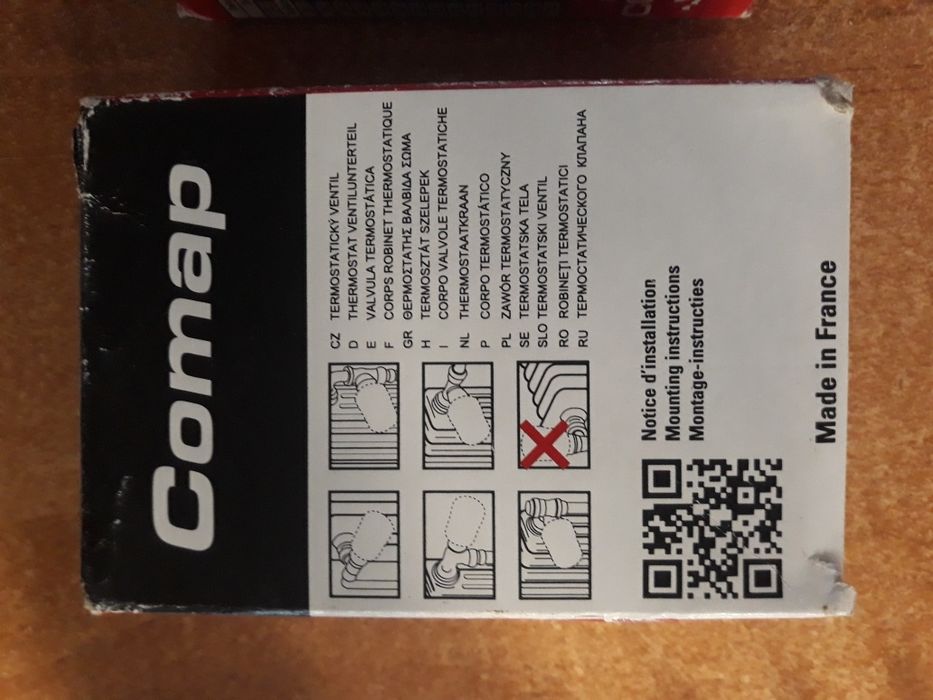 Comap
CZ TERMOSTATICKÝ VENTIL
D THERMOSTAT VENTILUNTERTEIL
E VALVULA TERMOSTÁTICA
F CORPS ROBINET THERMOSTATIQUE
GR ΘΕΡΜΟΣΤΑΤΗΣ ΒΑΛΒΙΔΑ ΣΩΜΑ
H TERMOSZTÁT SZELEPEK
I CORPO VALVOLE TERMOSTATICHE
NL THERMOSTAATKRAAN
P CORPO TERMOSTÁTICO
PL ZAWÓR TERMOSTATYCZNY
SE TERMOSTATSKA TELA
SLO TERMOSTATSKI VENTIL
RO ROBINEȚI TERMOSTATICI
RU ТЕРМОСТАТИЧЕСКОГО КЛАПАНА
Notice d'installation
Mounting instructions
Montage-instructies
Made in France